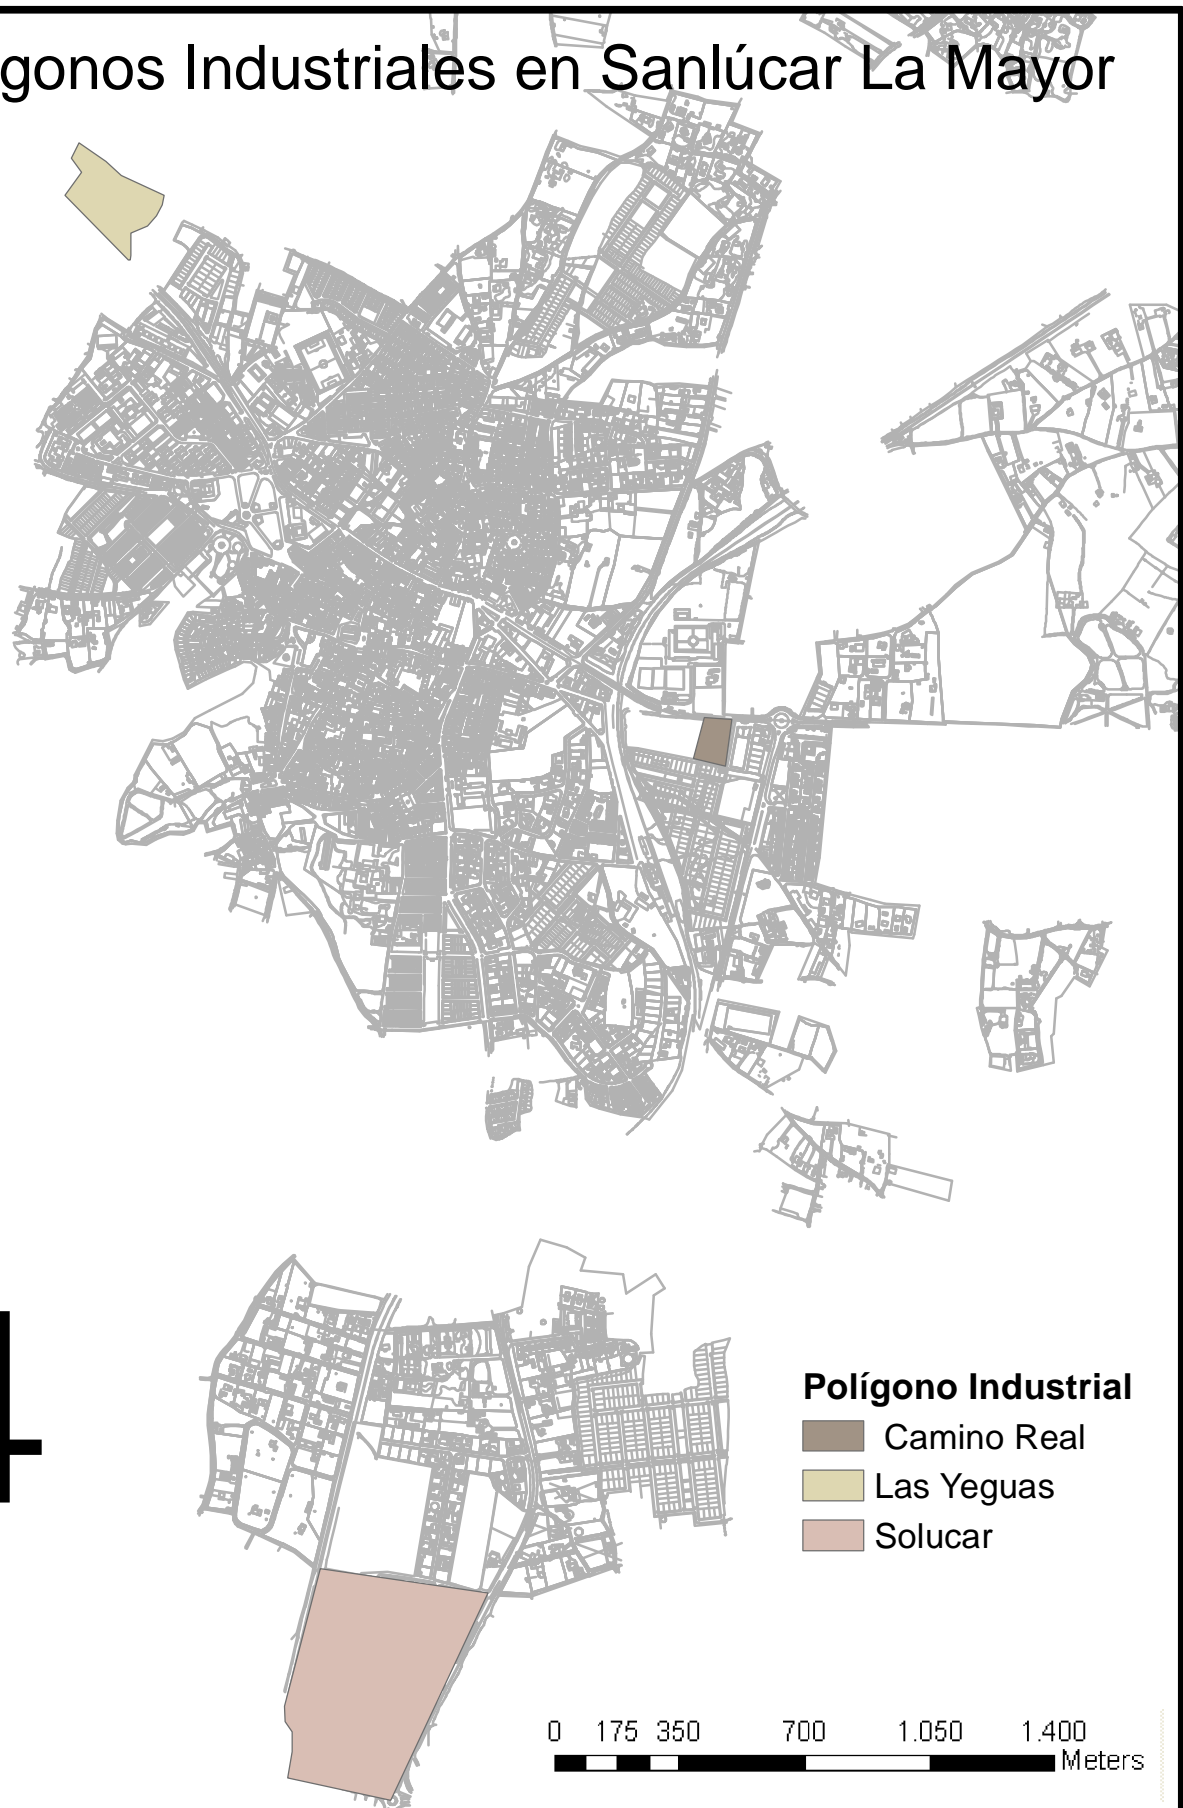 gonos Industriales en Sanlúcar La Mayor
Polígono Industrial
Camino Real
Las Yeguas
Solucar
0 175 350 700 1.050 1.400
Meters